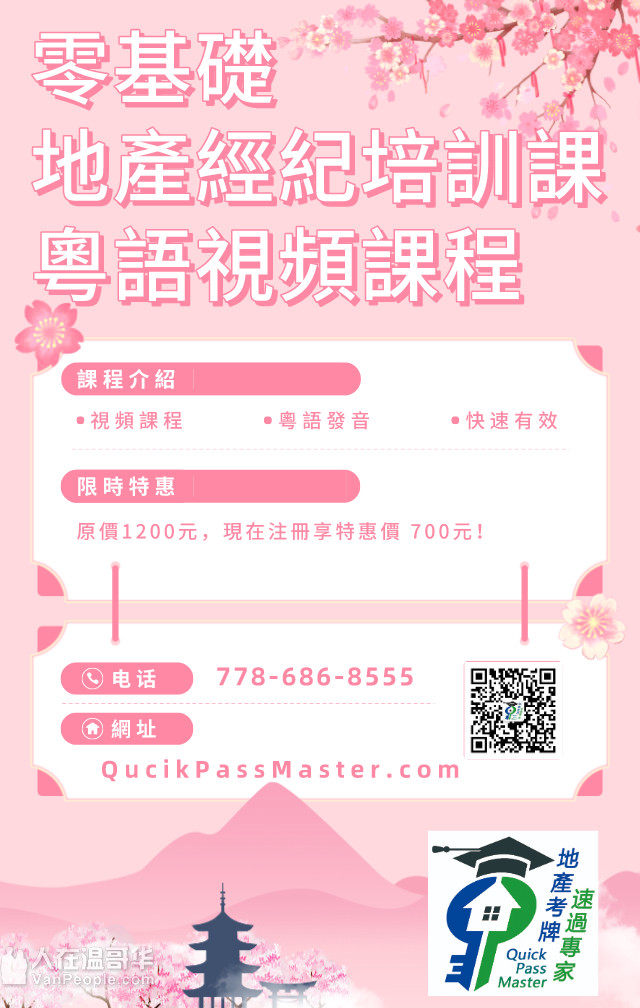 零基礎
地產經紀培訓課
粵語視頻課程
課程介紹
•視頻課程 •粵語發音 •快速有效
限時特惠
原價1200元，現在注冊享特惠價 700元！
电话 778-686-8555
網址
QucikPassMaster.com
地產考牌
速過專家
Quick
Pass
Master
人在温哥华
VanPeople.com